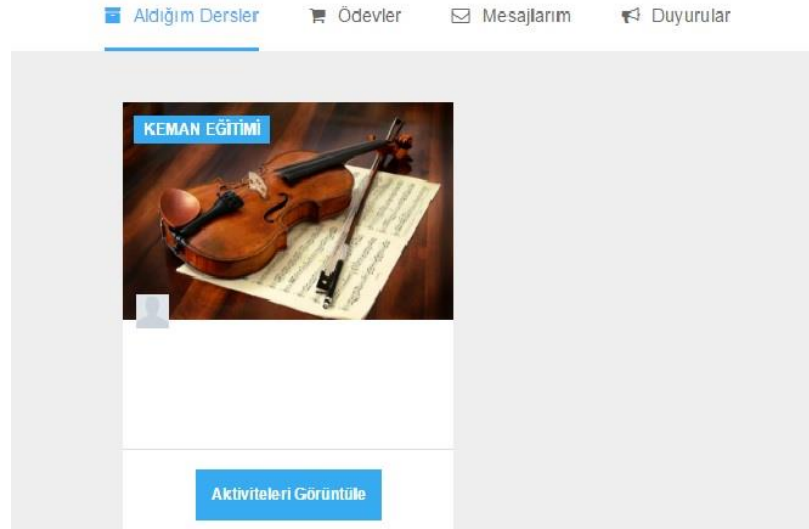 Aldığım Dersler
Ödevler
Mesajlarım
Duyurular
KEMAN EĞİTİMİ
Aktiviteleri Görüntüle